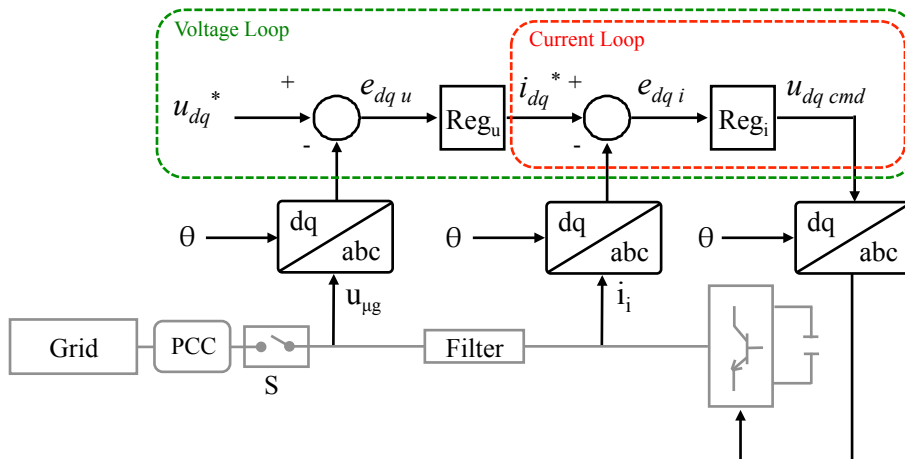 Voltage Loop
Current Loop
u_dq* + e_dq u i_dq* + e_dq i u_dq cmd
Reg_u Reg_i
- -
θ dq abc θ dq abc θ dq abc
u_μg i_i
Grid PCC Filter
S